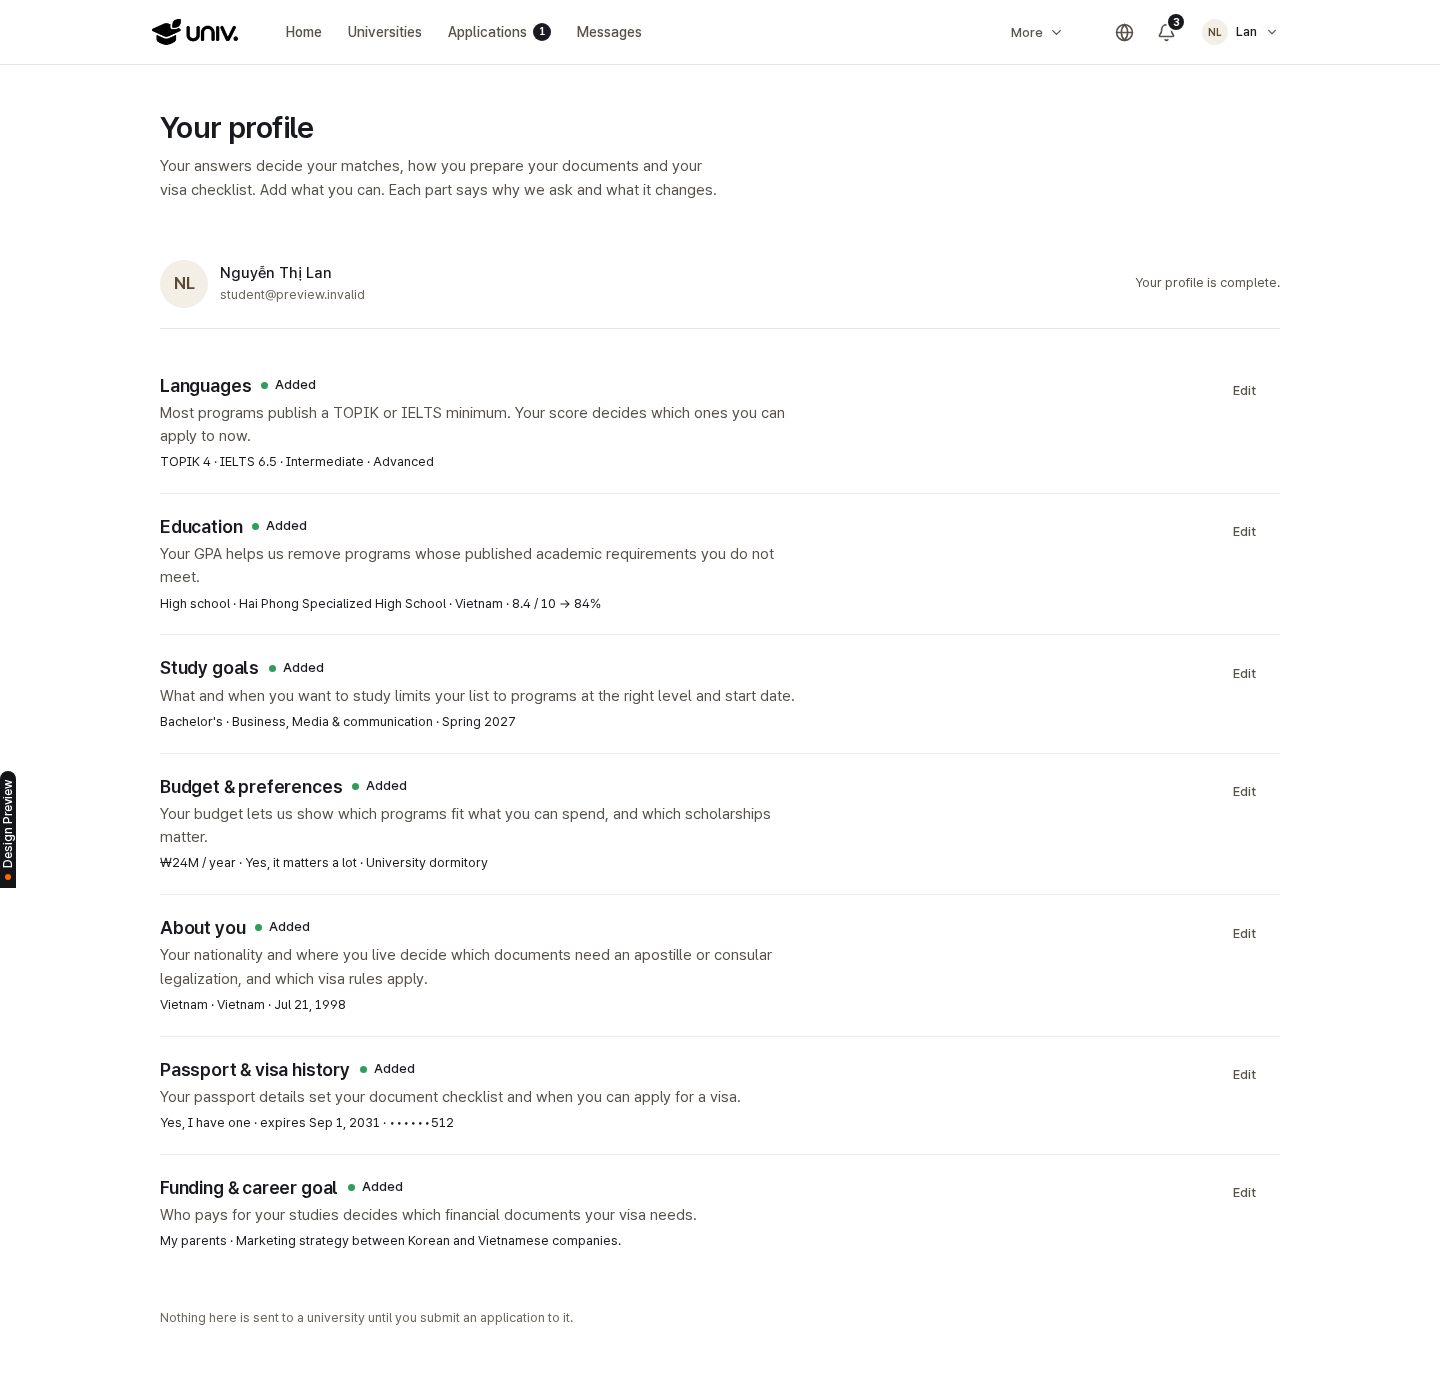 UNIV.
Home
Universities
Applications 1
Messages
More
3
NL
Lan
Your profile
Your answers decide your matches, how you prepare your documents and your
visa checklist. Add what you can. Each part says why we ask and what it changes.
NL
Nguyễn Thị Lan
student@preview.invalid
Your profile is complete.
Languages
Added
Edit
Most programs publish a TOPIK or IELTS minimum. Your score decides which ones you can
apply to now.
TOPIK 4 · IELTS 6.5 · Intermediate · Advanced
Education
Added
Edit
Your GPA helps us remove programs whose published academic requirements you do not
meet.
High school · Hai Phong Specialized High School · Vietnam · 8.4 / 10 → 84%
Study goals
Added
Edit
What and when you want to study limits your list to programs at the right level and start date.
Bachelor's · Business, Media & communication · Spring 2027
Budget & preferences
Added
Edit
Your budget lets us show which programs fit what you can spend, and which scholarships
matter.
₩24M / year · Yes, it matters a lot · University dormitory
Design Preview
About you
Added
Edit
Your nationality and where you live decide which documents need an apostille or consular
legalization, and which visa rules apply.
Vietnam · Vietnam · Jul 21, 1998
Passport & visa history
Added
Edit
Your passport details set your document checklist and when you can apply for a visa.
Yes, I have one · expires Sep 1, 2031 · ••••••512
Funding & career goal
Added
Edit
Who pays for your studies decides which financial documents your visa needs.
My parents · Marketing strategy between Korean and Vietnamese companies.
Nothing here is sent to a university until you submit an application to it.